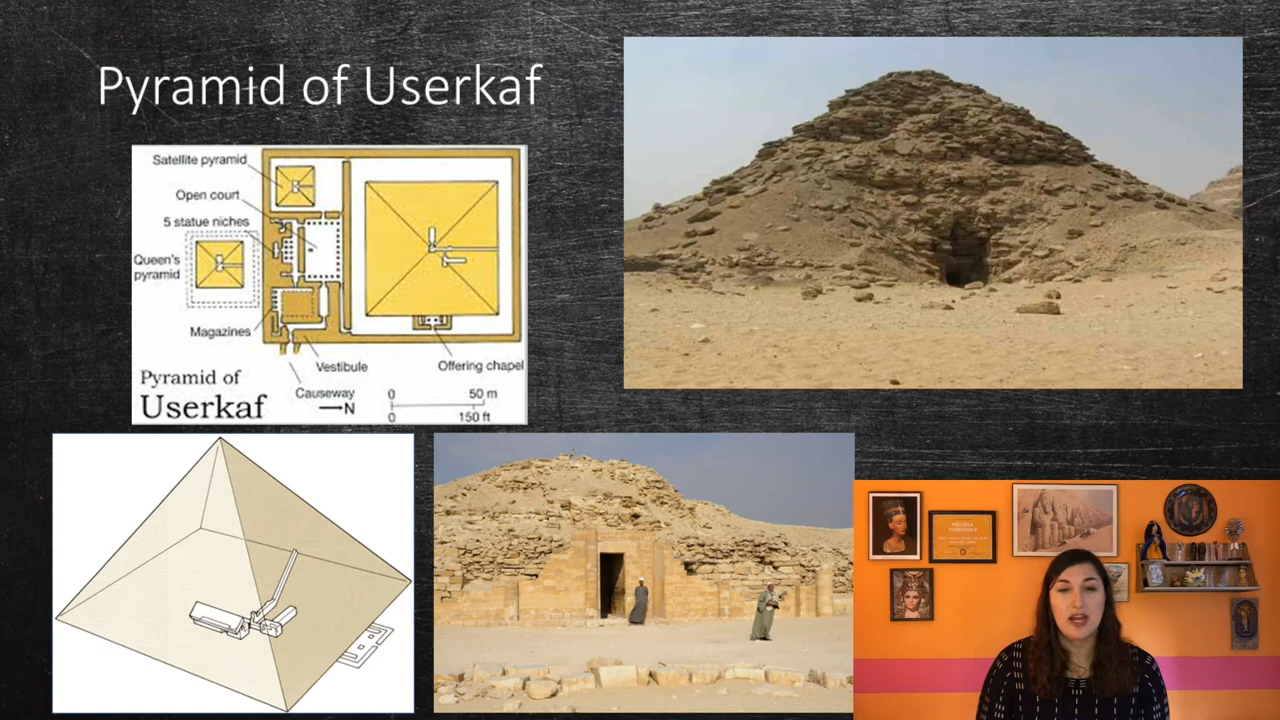 Pyramid of Userkaf
Satellite pyramid
Open court
5 statue niches
Queen's
pyramid
Magazines
Vestibule
Offering chapel
Causeway
N
0 50 m
0 150 ft
Pyramid of
Userkaf